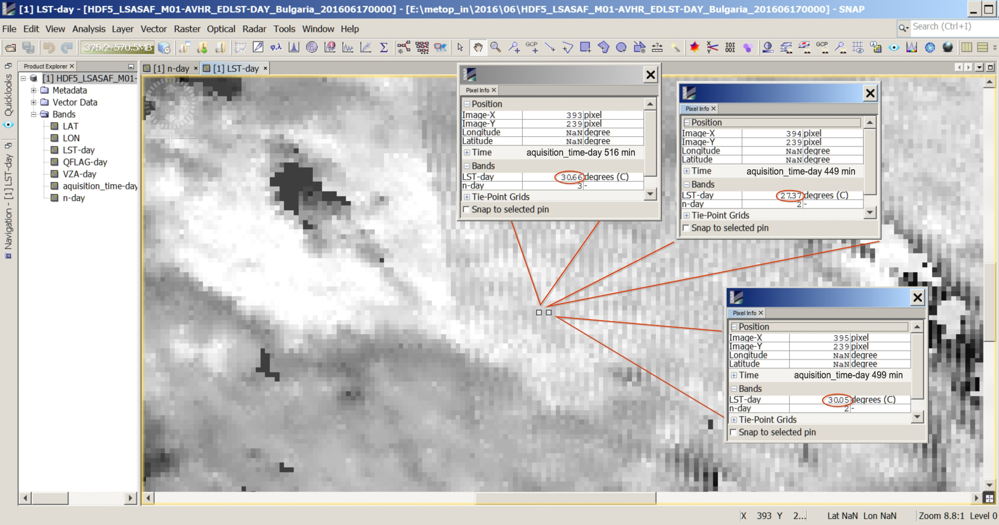 [1] LST-day - [HDF5_LSASAF_M01-AVHR_EDLST-DAY_Bulgaria_201606170000] - [E:\metop_in\2016\06\HDF5_LSASAF_M01-AVHR_EDLST-DAY_Bulgaria_201606170000] - SNAP
File Edit View Analysis Layer Vector Raster Optical Radar Tools Window Help
Search (Ctrl+I)
375.2/570.5MB
φ,λ
Σ
GCP
GCP
Quicklooks
Navigation - [1] LST-day
Product Explorer
[1] HDF5_LSASAF_M01-
Metadata
Vector Data
Bands
LAT
LON
LST-day
QFLAG-day
VZA-day
aquisition_time-day
n-day
[1] n-day
[1] LST-day
SNAP
Pixel Info
Position
Image-X 393 pixel
Image-Y 239 pixel
Longitude NaN degree
Latitude NaN degree
Time aquisition_time-day 516 min
Bands
LST-day 30.66 degrees (C)
n-day 3 -
Tie-Point Grids
Snap to selected pin
SNAP
Pixel Info
Position
Image-X 394 pixel
Image-Y 239 pixel
Longitude NaN degree
Latitude NaN degree
Time aquisition_time-day 449 min
Bands
LST-day 27.37 degrees (C)
n-day 2 -
Tie-Point Grids
Snap to selected pin
SNAP
Pixel Info
Position
Image-X 395 pixel
Image-Y 239 pixel
Longitude NaN degree
Latitude NaN degree
Time aquisition_time-day 499 min
Bands
LST-day 30.05 degrees (C)
n-day 2 -
Tie-Point Grids
Snap to selected pin
X 393 Y 2... Lat NaN Lon NaN Zoom 8.8:1 Level 0